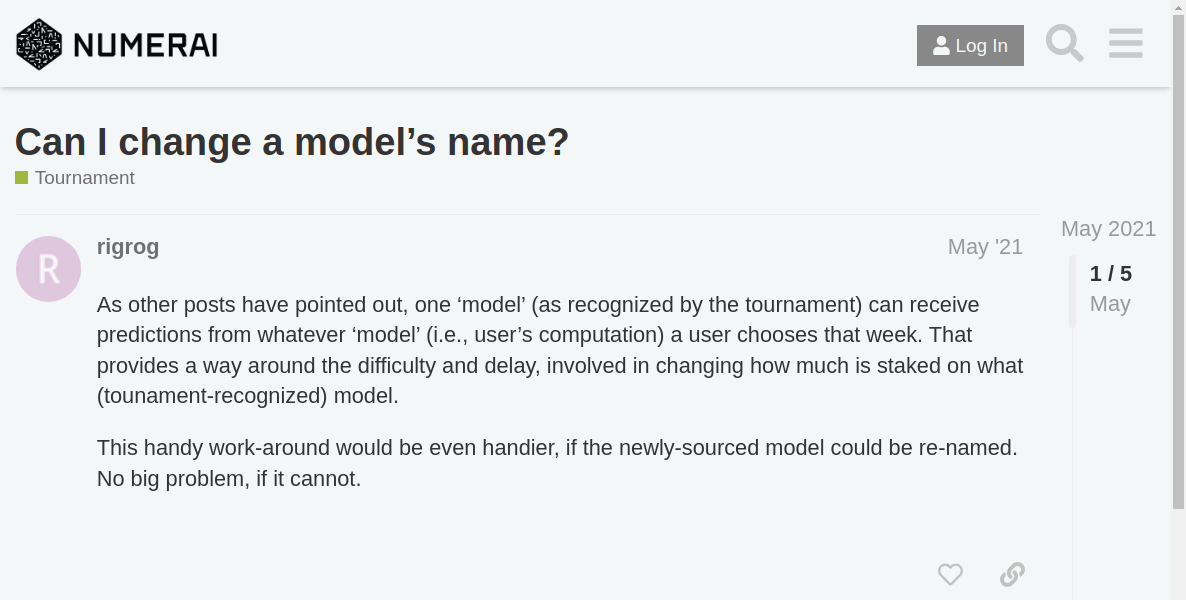 NUMERAI
Log In
Can I change a model’s name?
Tournament
R
rigrog
May '21
As other posts have pointed out, one ‘model’ (as recognized by the tournament) can receive
predictions from whatever ‘model’ (i.e., user’s computation) a user chooses that week. That
provides a way around the difficulty and delay, involved in changing how much is staked on what
(tounament-recognized) model.
This handy work-around would be even handier, if the newly-sourced model could be re-named.
No big problem, if it cannot.
May 2021
1 / 5
May